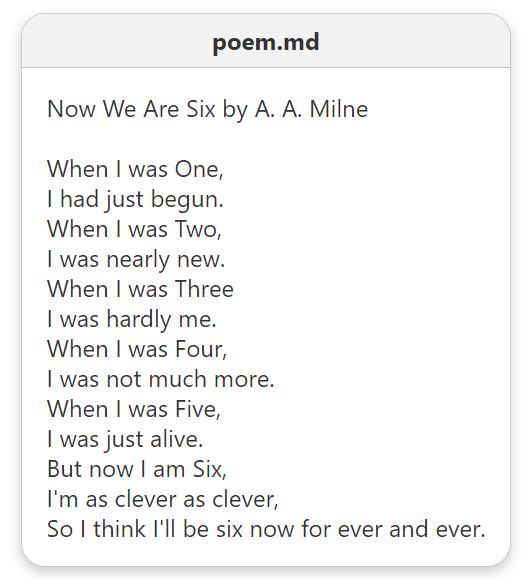 poem.md
Now We Are Six by A. A. Milne
When I was One,
I had just begun.
When I was Two,
I was nearly new.
When I was Three
I was hardly me.
When I was Four,
I was not much more.
When I was Five,
I was just alive.
But now I am Six,
I'm as clever as clever,
So I think I'll be six now for ever and ever.